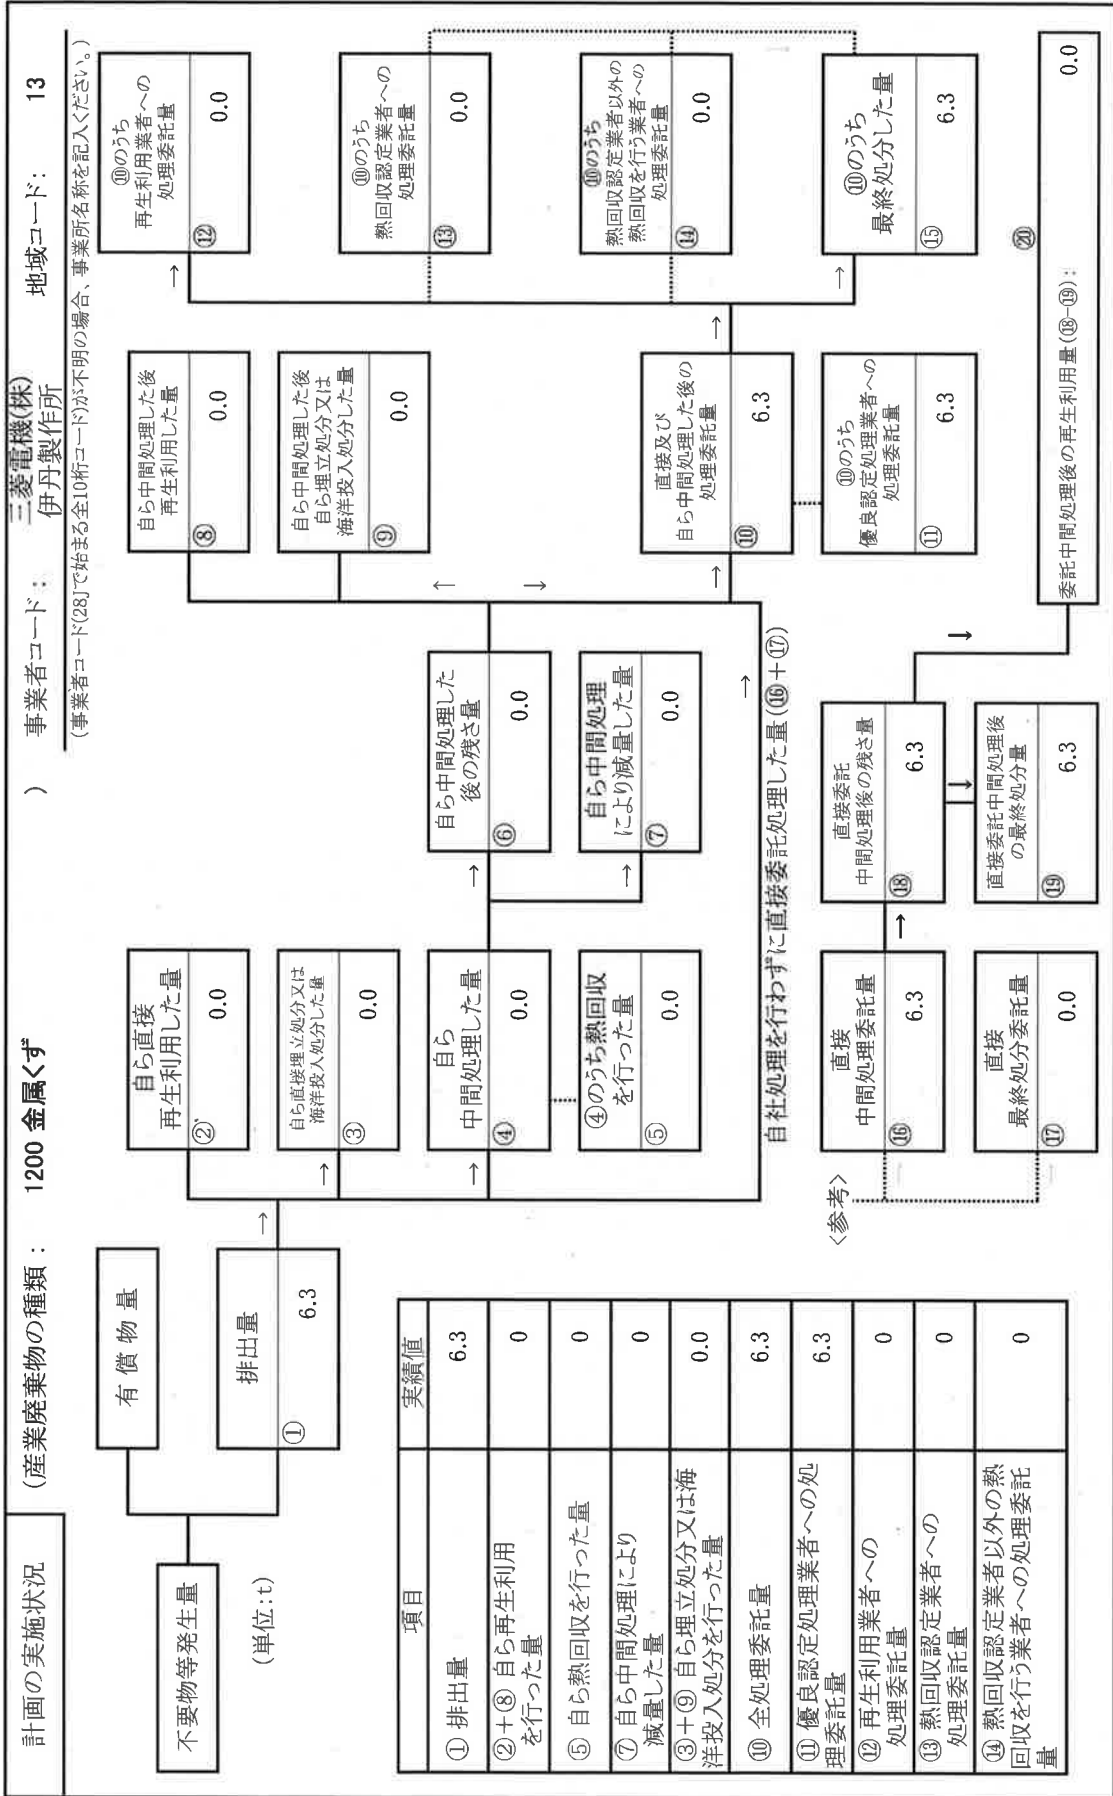 計画の実施状況
(産業廃棄物の種類： 1200 金属くず ) 事業者コード： 三菱電機(株) 地域コード： 13
伊丹製作所
(事業者コード(「28」で始まる全10桁コード)が不明の場合、事業所名称を記入ください。)
不要物等発生量
(単位:t)
有 償 物 量
排出量
① 6.3
→
自ら直接
再生利用した量
② 0.0
自ら直接埋立処分又は
海洋投入処分した量
→
③ 0.0
自ら
中間処理した量
→
④ 0.0
④のうち熱回収
を行った量
⑤ 0.0
自ら中間処理した
後の残さ量
→
⑥ 0.0
自ら中間処理
により減量した量
→
⑦ 0.0
→
自社処理を行わずに直接委託処理した量(⑯+⑰)
自ら中間処理した後
再生利用した量
⑧ 0.0
自ら中間処理した後
自ら埋立処分又は
海洋投入処分した量
⑨ 0.0
↑
↓
直接及び
自ら中間処理した後の
処理委託量
→
⑩ 6.3
→
⑩のうち
優良認定処理業者への
処理委託量
⑪ 6.3
⑩のうち
再生利用業者への
処理委託量
→
⑫ 0.0
⑩のうち
熱回収認定業者への
処理委託量
⑬ 0.0
⑩のうち
熱回収認定業者以外の
熱回収を行う業者への
処理委託量
⑭ 0.0
⑩のうち
最終処分した量
→
⑮ 6.3
<参考>
直接
中間処理委託量
⑯ 6.3
→
直接
最終処分委託量
⑰ 0.0
直接委託
中間処理後の残さ量
⑱ 6.3
↓
直接委託中間処理後
の最終処分量
⑲ 6.3
↓
⑳
委託中間処理後の再生利用量(⑱-⑲)： 0.0
項目 実績値
① 排出量 6.3
②+⑧ 自ら再生利用
を行った量 0
⑤ 自ら熱回収を行った量 0
⑦ 自ら中間処理により
減量した量 0
③+⑨ 自ら埋立処分又は海
洋投入処分を行った量 0.0
⑩ 全処理委託量 6.3
⑪ 優良認定処理業者への処
理委託量 6.3
⑫ 再生利用業者への
処理委託量 0
⑬ 熱回収認定業者への
処理委託量 0
⑭ 熱回収認定業者以外の熱
回収を行う業者への処理委託
量 0